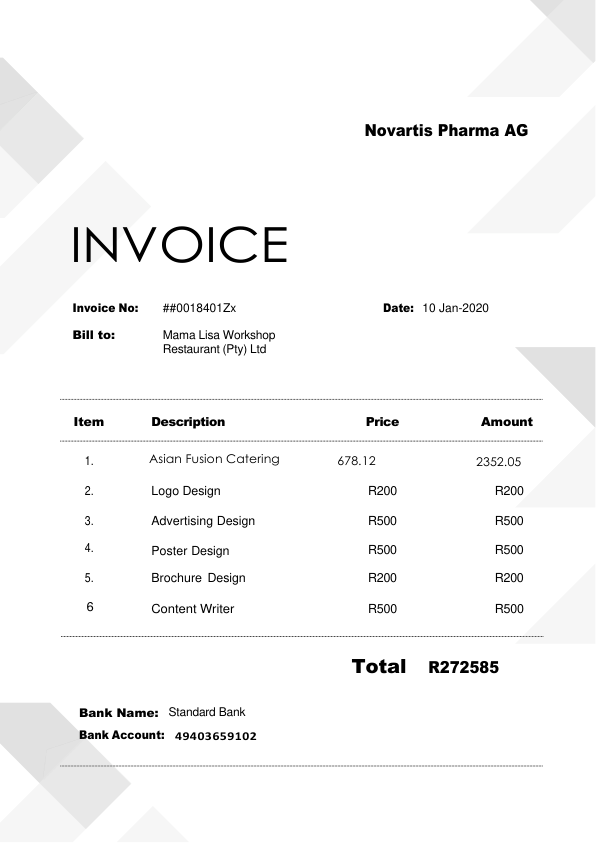 Novartis Pharma AG
INVOICE
Invoice No: ##0018401Zx Date: 10 Jan-2020
Bill to: Mama Lisa Workshop
Restaurant (Pty) Ltd
Item Description Price Amount
1. Asian Fusion Catering 678.12 2352.05
2. Logo Design R200 R200
3. Advertising Design R500 R500
4. Poster Design R500 R500
5. Brochure Design R200 R200
6 Content Writer R500 R500
Total R272585
Bank Name: Standard Bank
Bank Account: 49403659102